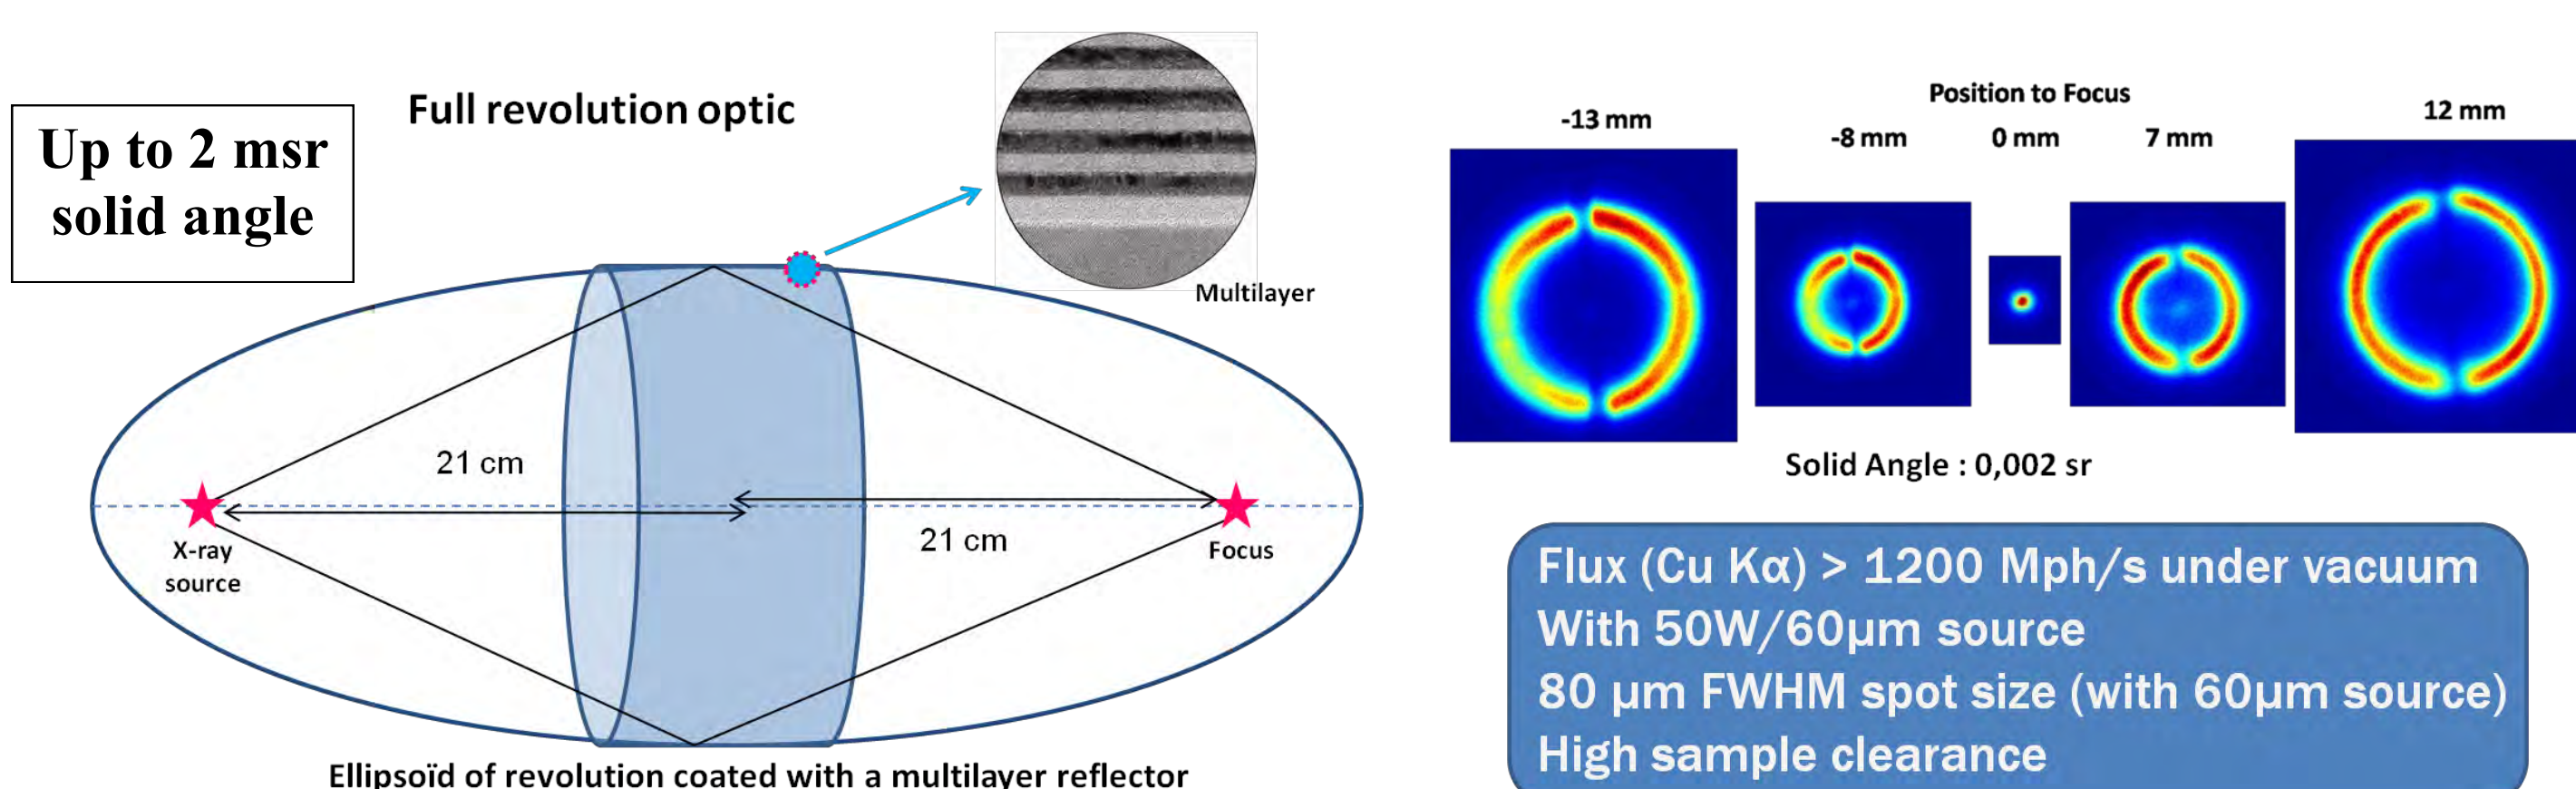 Up to 2 msr
solid angle
Full revolution optic
Multilayer
21 cm
21 cm
X-ray
source
Focus
Ellipsoïd of revolution coated with a multilayer reflector
Position to Focus
-13 mm
-8 mm
0 mm
7 mm
12 mm
Solid Angle : 0,002 sr
Flux (Cu Kα) > 1200 Mph/s under vacuum
With 50W/60µm source
80 µm FWHM spot size (with 60µm source)
High sample clearance